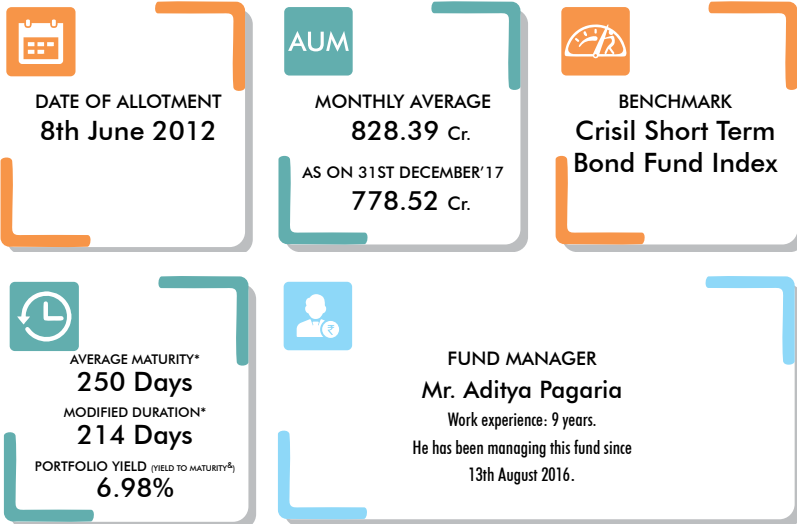 DATE OF ALLOTMENT
8th June 2012
AUM
MONTHLY AVERAGE
828.39 Cr.
AS ON 31ST DECEMBER'17
778.52 Cr.
BENCHMARK
Crisil Short Term
Bond Fund Index
AVERAGE MATURITY*
250 Days
MODIFIED DURATION*
214 Days
PORTFOLIO YIELD (YIELD TO MATURITY&)
6.98%
₹
FUND MANAGER
Mr. Aditya Pagaria
Work experience: 9 years.
He has been managing this fund since
13th August 2016.